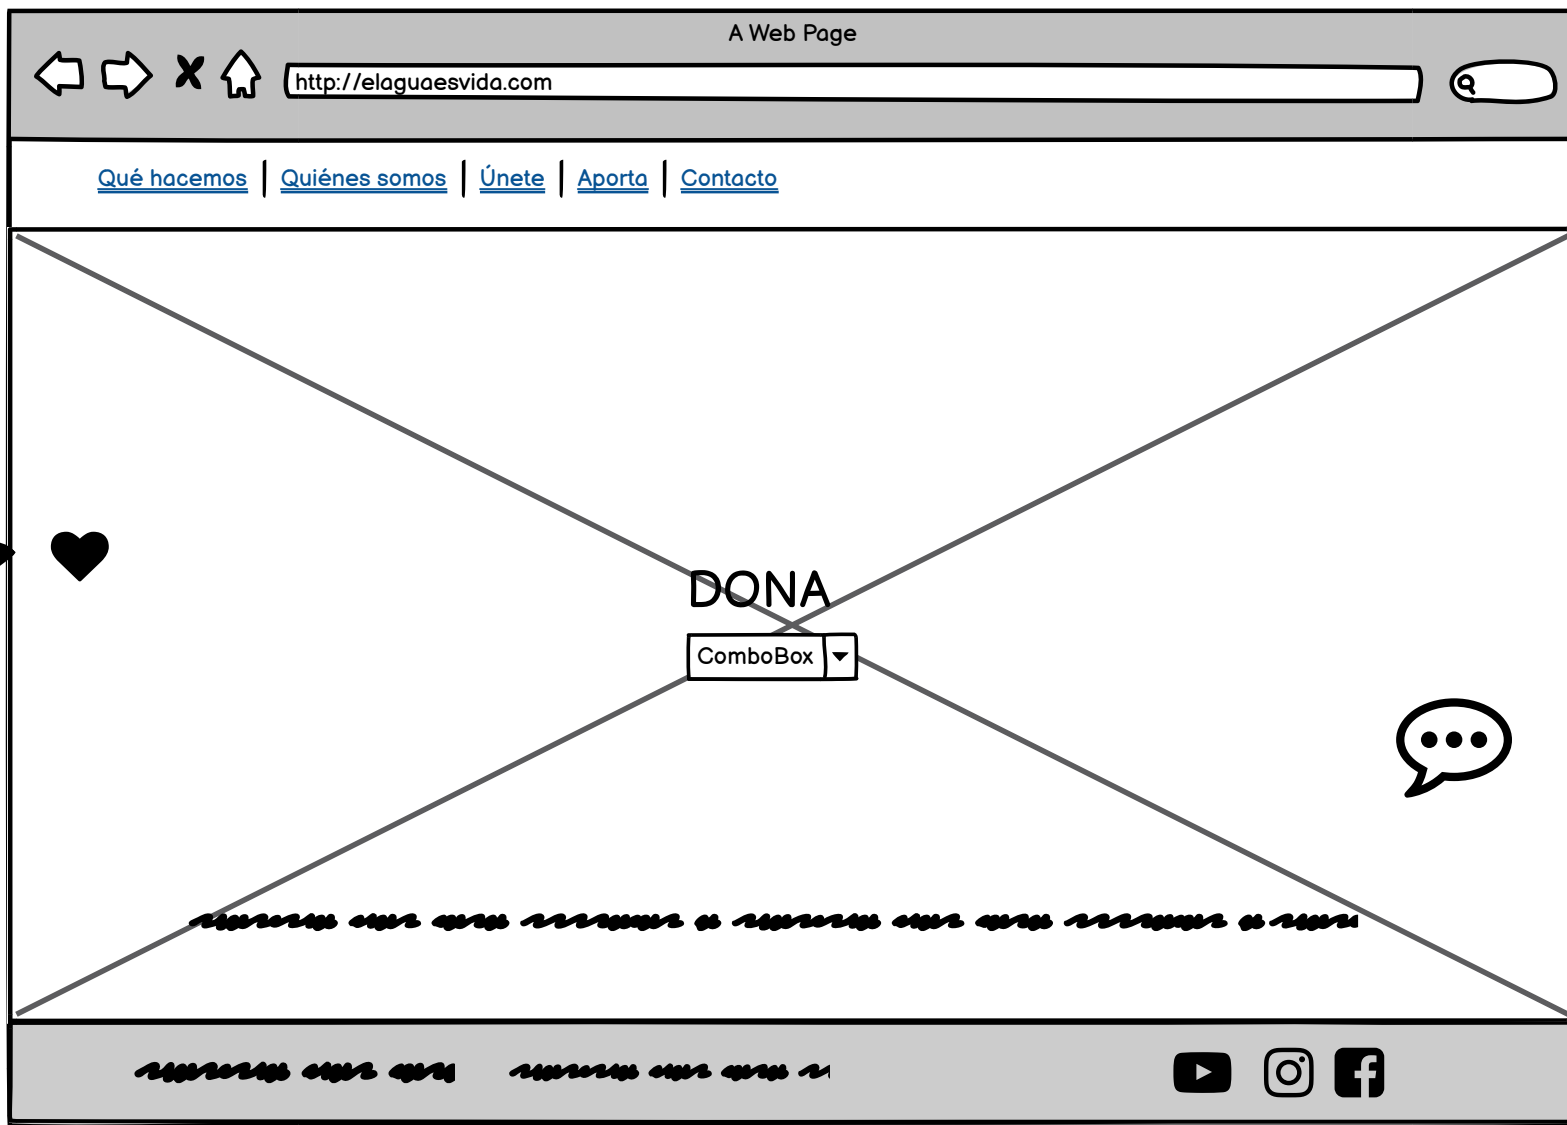 A Web Page
http://elaguaesvida.com
Qué hacemos | Quiénes somos | Únete | Aporta | Contacto
DONA
ComboBox